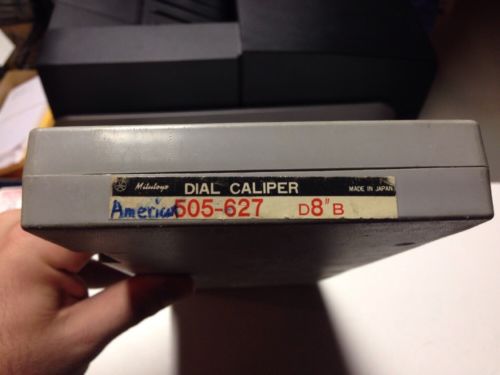 Mitutoyo DIAL CALIPER MADE IN JAPAN
American 505-627 D8"B